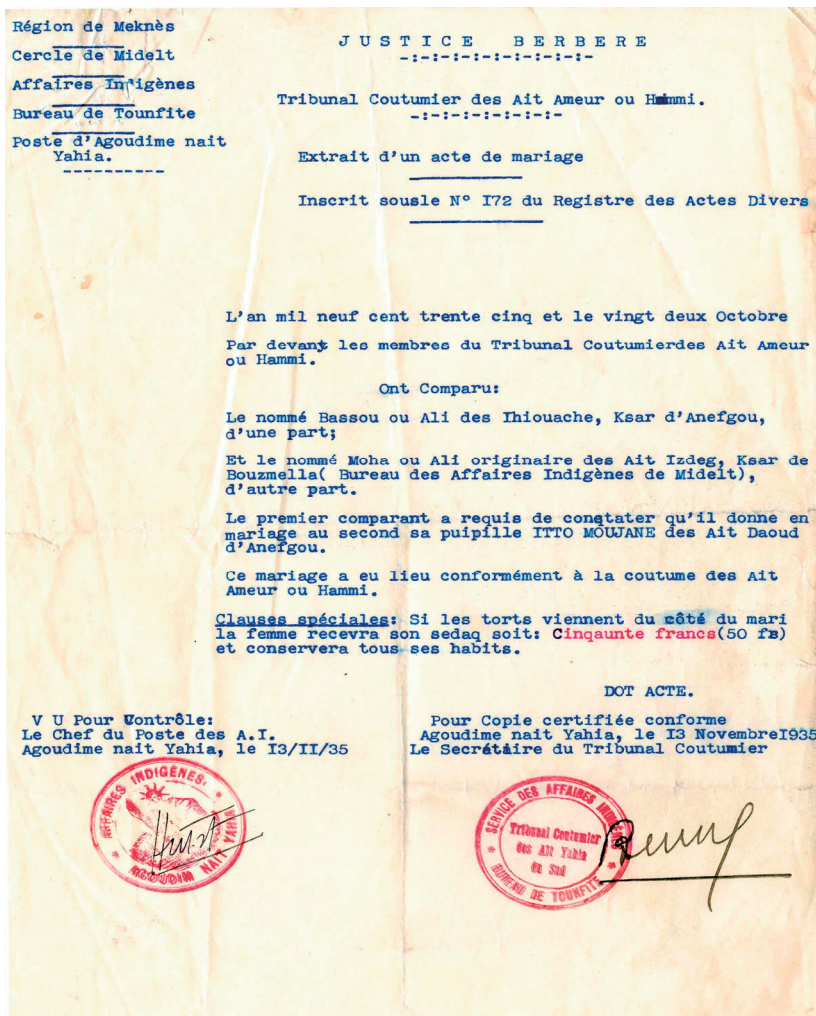 Région de Meknès
Cercle de Midelt
Affaires Indigènes
Bureau de Tounfite
Poste d'Agoudime nait
Yahia.
JUSTICE BERBERE
-:-:-:-:-:-:-:-:-
Tribunal Coutumier des Ait Ameur ou Hammi.
-:-:-:-:-:-:-
Extrait d'un acte de mariage
Inscrit sousle N° I72 du Registre des Actes Divers
L'an mil neuf cent trente cinq et le vingt deux Octobre
Par devant les membres du Tribunal Coutumierdes Ait Ameur
ou Hammi.
Ont Comparu:
Le nommé Bassou ou Ali des Ihiouache, Ksar d'Anefgou,
d'une part;
Et le nommé Moha ou Ali originaire des Ait Izdeg, Ksar de
Bouzmella( Bureau des Affaires Indigènes de Midelt),
d'autre part.
Le premier comparant a requis de constater qu'il donne en
mariage au second sa puipille ITTO MOUJANE des Ait Daoud
d'Anefgou.
Ce mariage a eu lieu conformément à la coutume des Ait
Ameur ou Hammi.
Clauses spéciales: Si les torts viennent du côté du mari
la femme recevra son sedaq soit: Cinqaunte francs(50 fs)
et conservera tous ses habits.
DOT ACTE.
V U Pour Contrôle:
Le Chef du Poste des A.I.
Agoudime nait Yahia, le I3/II/35
Pour Copie certifiée conforme
Agoudime nait Yahia, le I3 NovembreI935
Le Secrétaire du Tribunal Coutumier
* AFFAIRES INDIGÈNES *
AGOUDIM NAIT YAHIA
* SERVICE DES AFFAIRES INDIGÈNES *
Tribunal Coutumier
des Ait Yahia
du Sud
BUREAU DE TOUNFITE